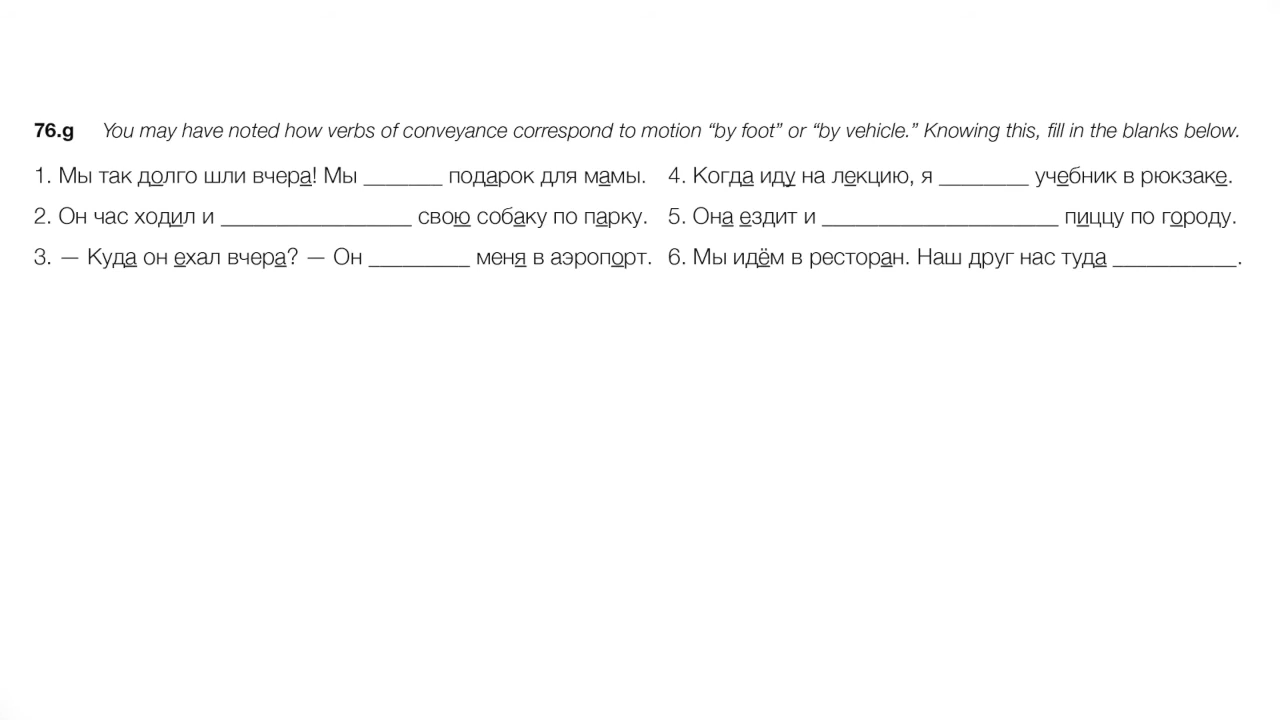 76.g You may have noted how verbs of conveyance correspond to motion “by foot” or “by vehicle.” Knowing this, fill in the blanks below.
1. Мы так долго шли вчера! Мы _______ подарок для мамы.
2. Он час ходил и _________________ свою собаку по парку.
3. — Куда он ехал вчера? — Он _________ меня в аэропорт.
4. Когда иду на лекцию, я ________ учебник в рюкзаке.
5. Она ездит и _____________________ пиццу по городу.
6. Мы идём в ресторан. Наш друг нас туда ___________.